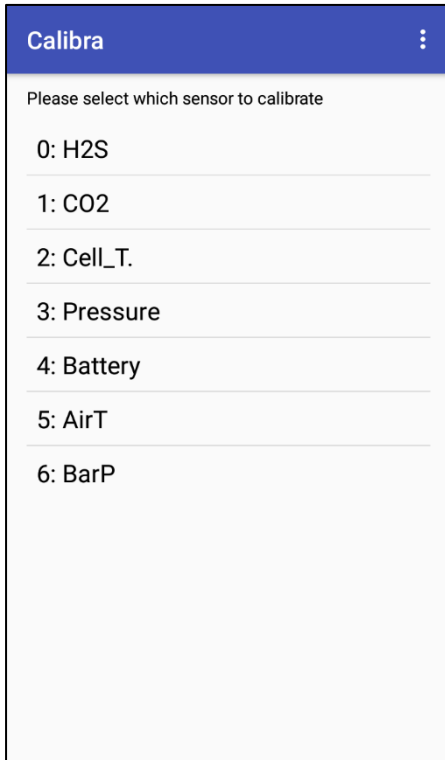 Calibra
Please select which sensor to calibrate
0: H2S
1: CO2
2: Cell_T.
3: Pressure
4: Battery
5: AirT
6: BarP